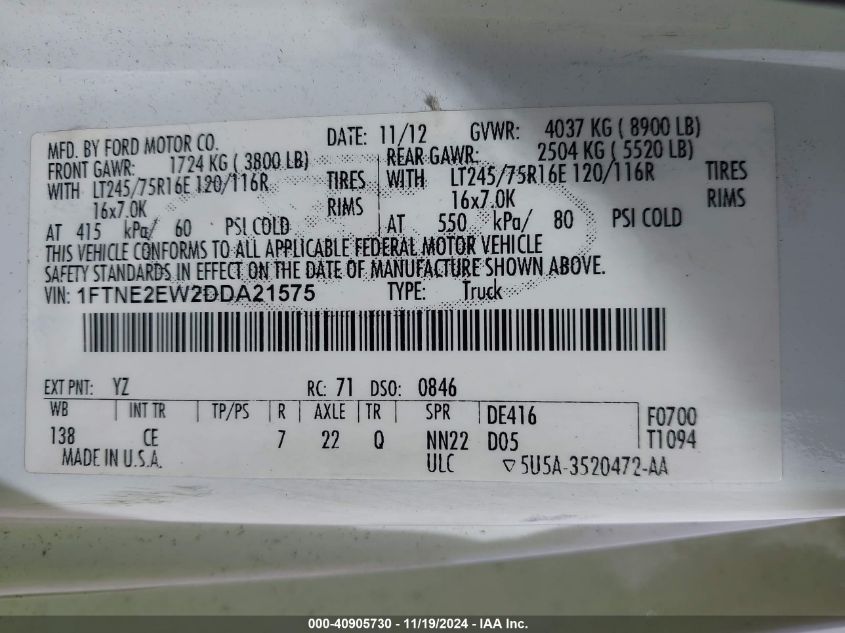 MFD. BY FORD MOTOR CO. DATE: 11/12 GVWR: 4037 KG ( 8900 LB)
FRONT GAWR: 1724 KG ( 3800 LB) REAR GAWR: 2504 KG ( 5520 LB)
WITH LT245/75R16E 120/116R TIRES WITH LT245/75R16E 120/116R TIRES
16x7.0K RIMS 16x7.0K RIMS
AT 415 kPa/ 60 PSI COLD AT 550 kPa/ 80 PSI COLD
THIS VEHICLE CONFORMS TO ALL APPLICABLE FEDERAL MOTOR VEHICLE
SAFETY STANDARDS IN EFFECT ON THE DATE OF MANUFACTURE SHOWN ABOVE.
VIN: 1FTNE2EW2DDA21575 TYPE: Truck
EXT PNT: YZ RC: 71 DSO: 0846
WB INT TR TP/PS R AXLE TR SPR DE416 F0700
138 CE 7 22 Q NN22 D05 T1094
MADE IN U.S.A. ULC ▽5U5A-3520472-AA
000-40905730 - 11/19/2024 - IAA Inc.